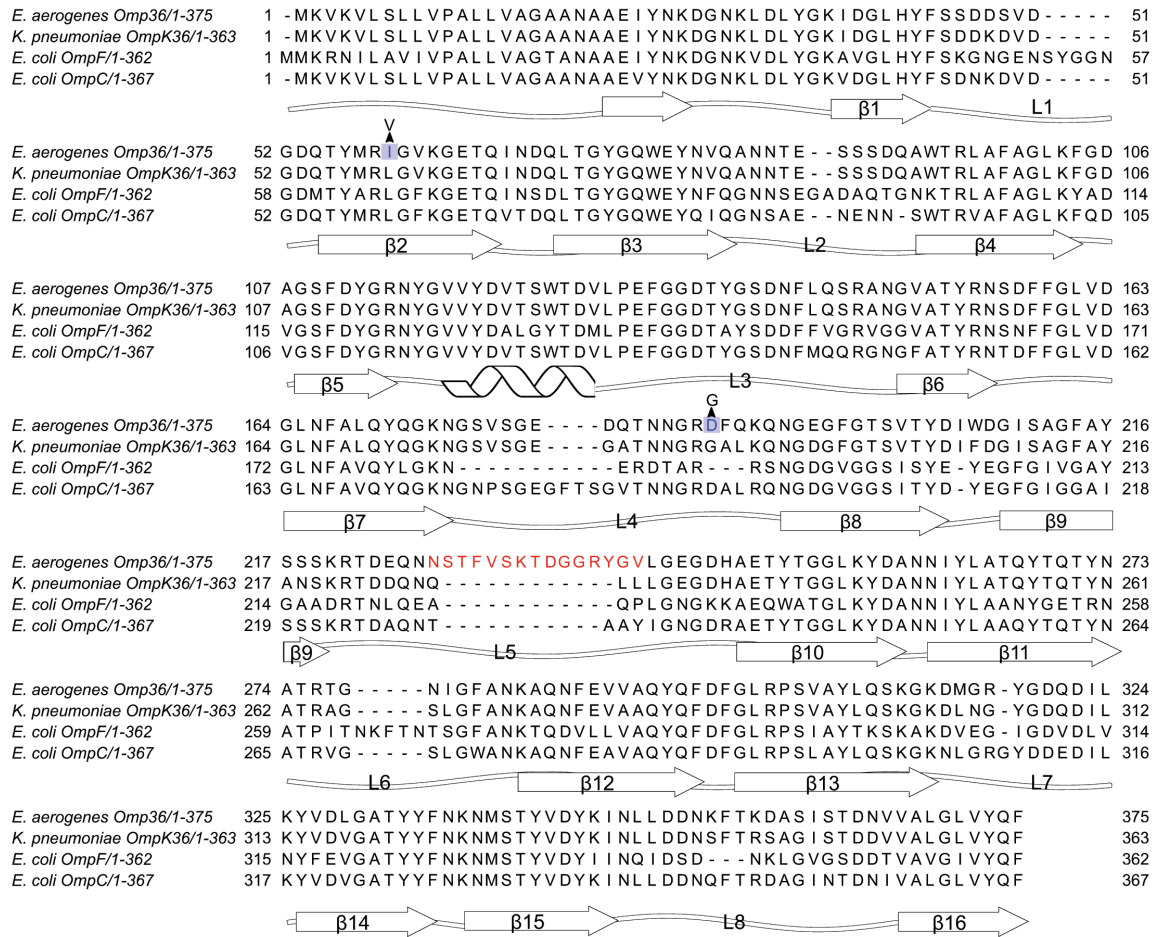 E. aerogenes Omp36/1-375 1 -MKVKVLSLLVPALLVAGAANAAEIYNKDGNKLDLYGKIDGLHYFSSDDSVD----- 51
K. pneumoniae OmpK36/1-363 1 -MKVKVLSLLVPALLVAGAANAAEIYNKDGNKLDLYGKIDGLHYFSDDKDVD----- 51
E. coli OmpF/1-362 1 MMKRNILAVIVPALLVAGTANAAEIYNKDGNKVDLYGKAVGLHYFSKGNGENSYGGN 57
E. coli OmpC/1-367 1 -MKVKVLSLLVPALLVAGAANAAEVYNKDGNKLDLYGKVDGLHYFSDNKDVD----- 51
β1 L1
V
E. aerogenes Omp36/1-375 52 GDQTYMRIGVKGETQINDQLTGYGQWEYNVQANNTE--SSSDQAWTRLAFAGLKFGD 106
K. pneumoniae OmpK36/1-363 52 GDQTYMRLGVKGETQINDQLTGYGQWEYNVQANNTE--SSSDQAWTRLAFAGLKFGD 106
E. coli OmpF/1-362 58 GDMTYARLGFKGETQINSDLTGYGQWEYNFQGNNSEGADAQTGNKTRLAFAGLKYAD 114
E. coli OmpC/1-367 52 GDQTYMRLGFKGETQVTDQLTGYGQWEYQIQGNSAE--NENN-SWTRVAFAGLKFQD 105
β2 β3 L2 β4
E. aerogenes Omp36/1-375 107 AGSFDYGRNYGVVYDVTSWTDVLPEFGGDTYGSDNFLQSRANGVATYRNSDFFGLVD 163
K. pneumoniae OmpK36/1-363 107 AGSFDYGRNYGVVYDVTSWTDVLPEFGGDTYGSDNFLQSRANGVATYRNSDFFGLVD 163
E. coli OmpF/1-362 115 VGSFDYGRNYGVVYDALGYTDMLPEFGGDTAYSDDFFVGRVGGVATYRNSNFFGLVD 171
E. coli OmpC/1-367 106 VGSFDYGRNYGVVYDVTSWTDVLPEFGGDTYGSDNFMQQRGNGFATYRNTDFFGLVD 162
β5 L3 β6
G
E. aerogenes Omp36/1-375 164 GLNFALQYQGKNGSVSGE----DQTNNGRDFQKQNGEGFGTSVTYDIWDGISAGFAY 216
K. pneumoniae OmpK36/1-363 164 GLNFALQYQGKNGSVSGE----GATNNGRGALKQNGDGFGTSVTYDIFDGISAGFAY 216
E. coli OmpF/1-362 172 GLNFAVQYLGKN-----------ERDTAR--RSNGDGVGGSISYE-YEGFGIVGAY 213
E. coli OmpC/1-367 163 GLNFAVQYQGKNGNPSGEGFTSGVTNNGRDALRQNGDGVGGSITYD-YEGFGIGGAI 218
β7 L4 β8 β9
E. aerogenes Omp36/1-375 217 SSSKRTDEQNNSTFVSKTDGGRYGVLGEGDHAETYTGGLKYDANNIYLATQYTQTYN 273
K. pneumoniae OmpK36/1-363 217 ANSKRTDDQNQ------------LLLGEGDHAETYTGGLKYDANNIYLATQYTQTYN 261
E. coli OmpF/1-362 214 GAADRTNLQEA------------QPLGNGKKAEQWATGLKYDANNIYLAANYGETRN 258
E. coli OmpC/1-367 219 SSSKRTDAQNT-----------AAYIGNGDRAETYTGGLKYDANNIYLAAQYTQTYN 264
β9 L5 β10 β11
E. aerogenes Omp36/1-375 274 ATRTG-----NIGFANKAQNFEVVAQYQFDFGLRPSVAYLQSKGKDMGR-YGDQDIL 324
K. pneumoniae OmpK36/1-363 262 ATRAG-----SLGFANKAQNFEVAAQYQFDFGLRPSVAYLQSKGKDLNG-YGDQDIL 312
E. coli OmpF/1-362 259 ATPITNKFTNTSGFANKTQDVLLVAQYQFDFGLRPSIAYTKSKAKDVEG-IGDVDLV 314
E. coli OmpC/1-367 265 ATRVG-----SLGWANKAQNFEAVAQYQFDFGLRPSLAYLQSKGKNLGRGYDDEDIL 316
L6 β12 β13 L7
E. aerogenes Omp36/1-375 325 KYVDLGATYYFNKNMSTYVDYKINLLDDNKFTKDASISTDNVVALGLVYQF 375
K. pneumoniae OmpK36/1-363 313 KYVDVGATYYFNKNMSTYVDYKINLLDDNSFTRSAGISTDDVVALGLVYQF 363
E. coli OmpF/1-362 315 NYFEVGATYYFNKNMSTYVDYIINQIDSD---NKLGVGSDDTVAVGIVYQF 362
E. coli OmpC/1-367 317 KYVDVGATYYFNKNMSTYVDYKINLLDDNQFTRDAGINTDNIVALGLVYQF 367
β14 β15 L8 β16